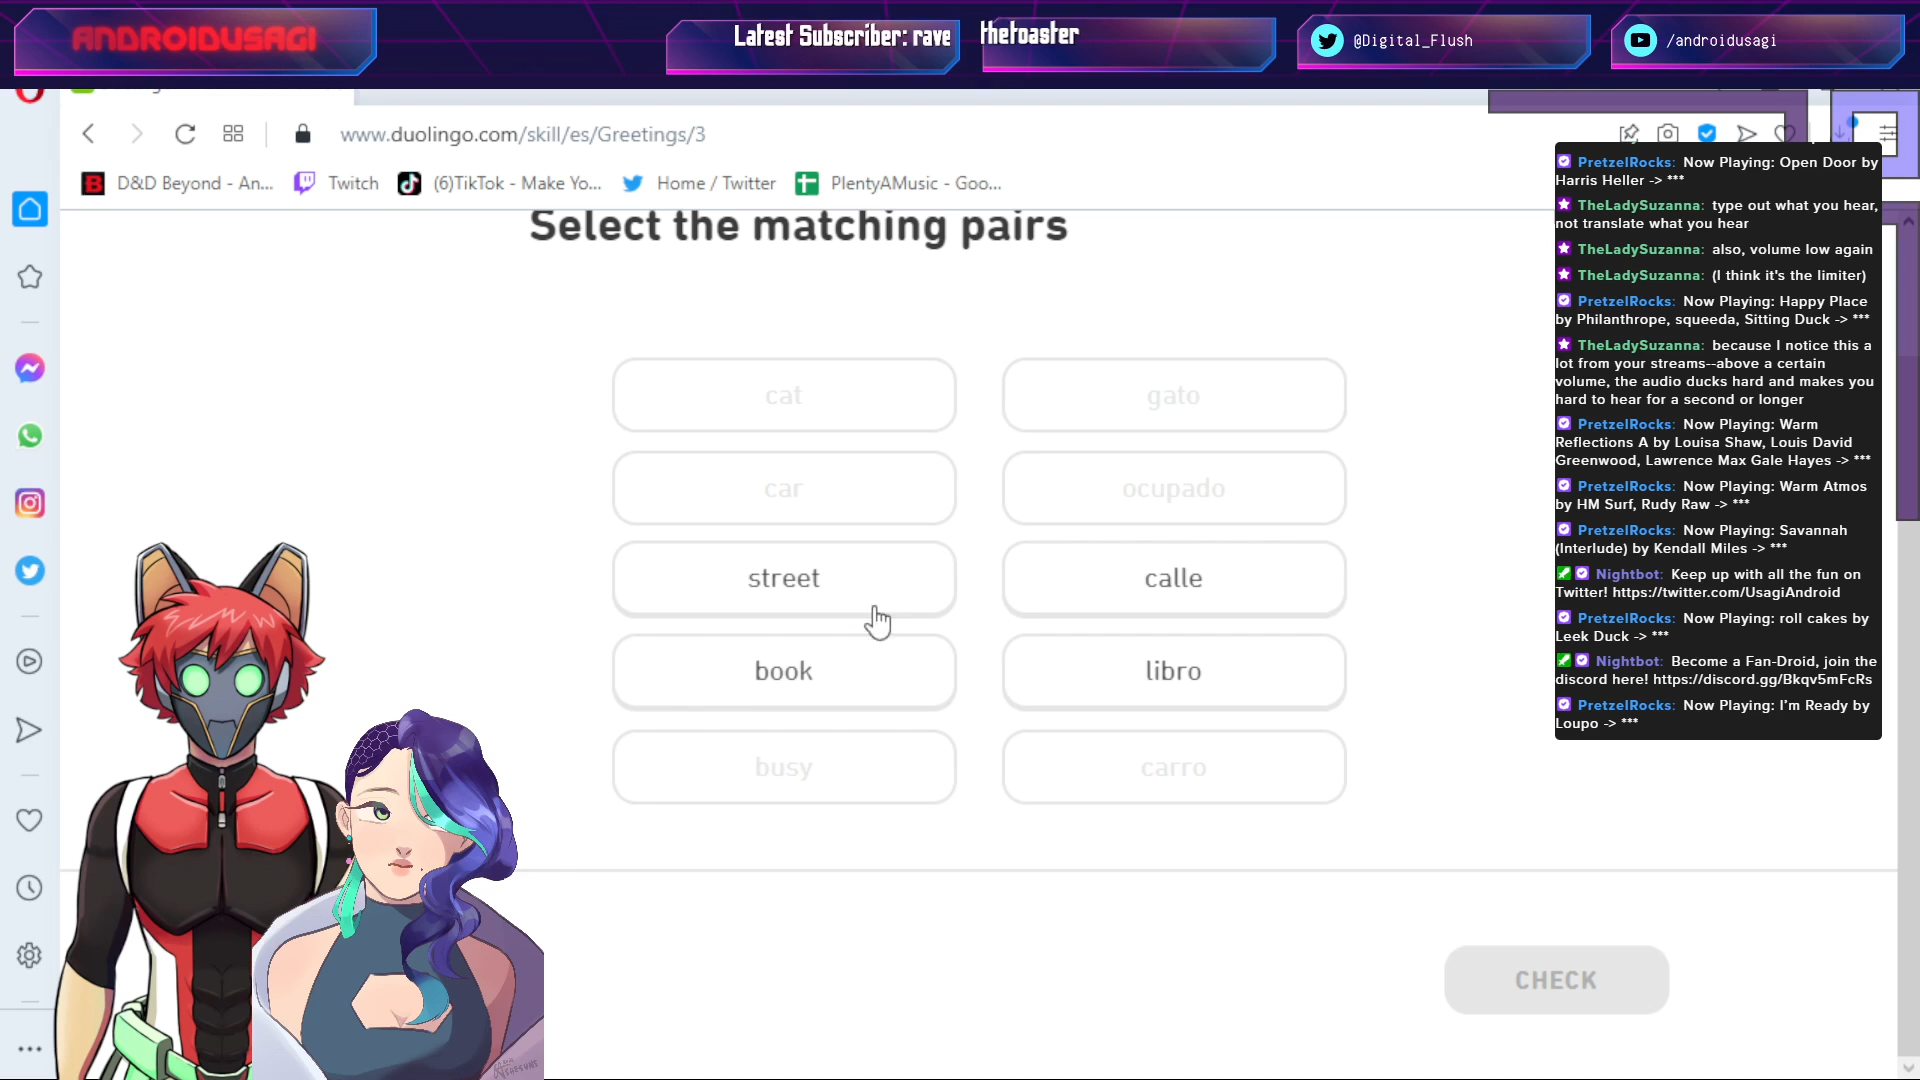 ANDROIDUSAGI
Latest Subscriber: rave
thetoaster
@Digital_Flush
/androidusagi
www.duolingo.com/skill/es/Greetings/3
D&D Beyond - An...
Twitch
(6)TikTok - Make Yo...
Home / Twitter
PlentyAMusic - Goo...
Select the matching pairs
cat
gato
car
ocupado
street
calle
book
libro
busy
carro
CHECK
PretzelRocks: Now Playing: Open Door by
Harris Heller -> ***
TheLadySuzanna: type out what you hear,
not translate what you hear
TheLadySuzanna: also, volume low again
TheLadySuzanna: (I think it's the limiter)
PretzelRocks: Now Playing: Happy Place
by Philanthrope, squeeda, Sitting Duck -> ***
TheLadySuzanna: because I notice this a
lot from your streams--above a certain
volume, the audio ducks hard and makes you
hard to hear for a second or longer
PretzelRocks: Now Playing: Warm
Reflections A by Louisa Shaw, Louis David
Greenwood, Lawrence Max Gale Hayes -> ***
PretzelRocks: Now Playing: Warm Atmos
by HM Surf, Rudy Raw -> ***
PretzelRocks: Now Playing: Savannah
(Interlude) by Kendall Miles -> ***
Nightbot: Keep up with all the fun on
Twitter! https://twitter.com/UsagiAndroid
PretzelRocks: Now Playing: roll cakes by
Leek Duck -> ***
Nightbot: Become a Fan-Droid, join the
discord here! https://discord.gg/Bkqv5mFcRs
PretzelRocks: Now Playing: I'm Ready by
Loupo -> ***